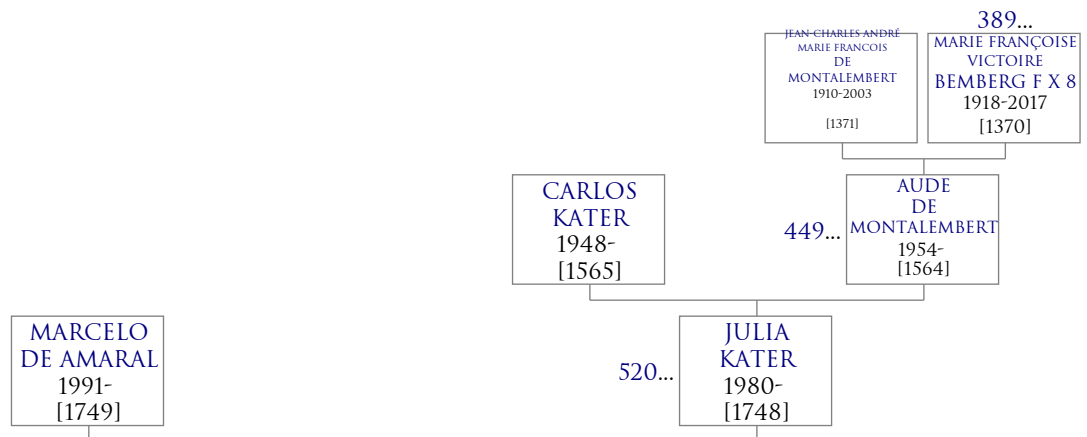 389...
JEAN-CHARLES ANDRÉ
MARIE FRANCOIS
DE
MONTALEMBERT
1910-2003
[1371]
MARIE FRANÇOISE
VICTOIRE
BEMBERG F X 8
1918-2017
[1370]
CARLOS
KATER
1948-
[1565]
449...
AUDE
DE
MONTALEMBERT
1954-
[1564]
MARCELO
DE AMARAL
1991-
[1749]
520...
JULIA
KATER
1980-
[1748]